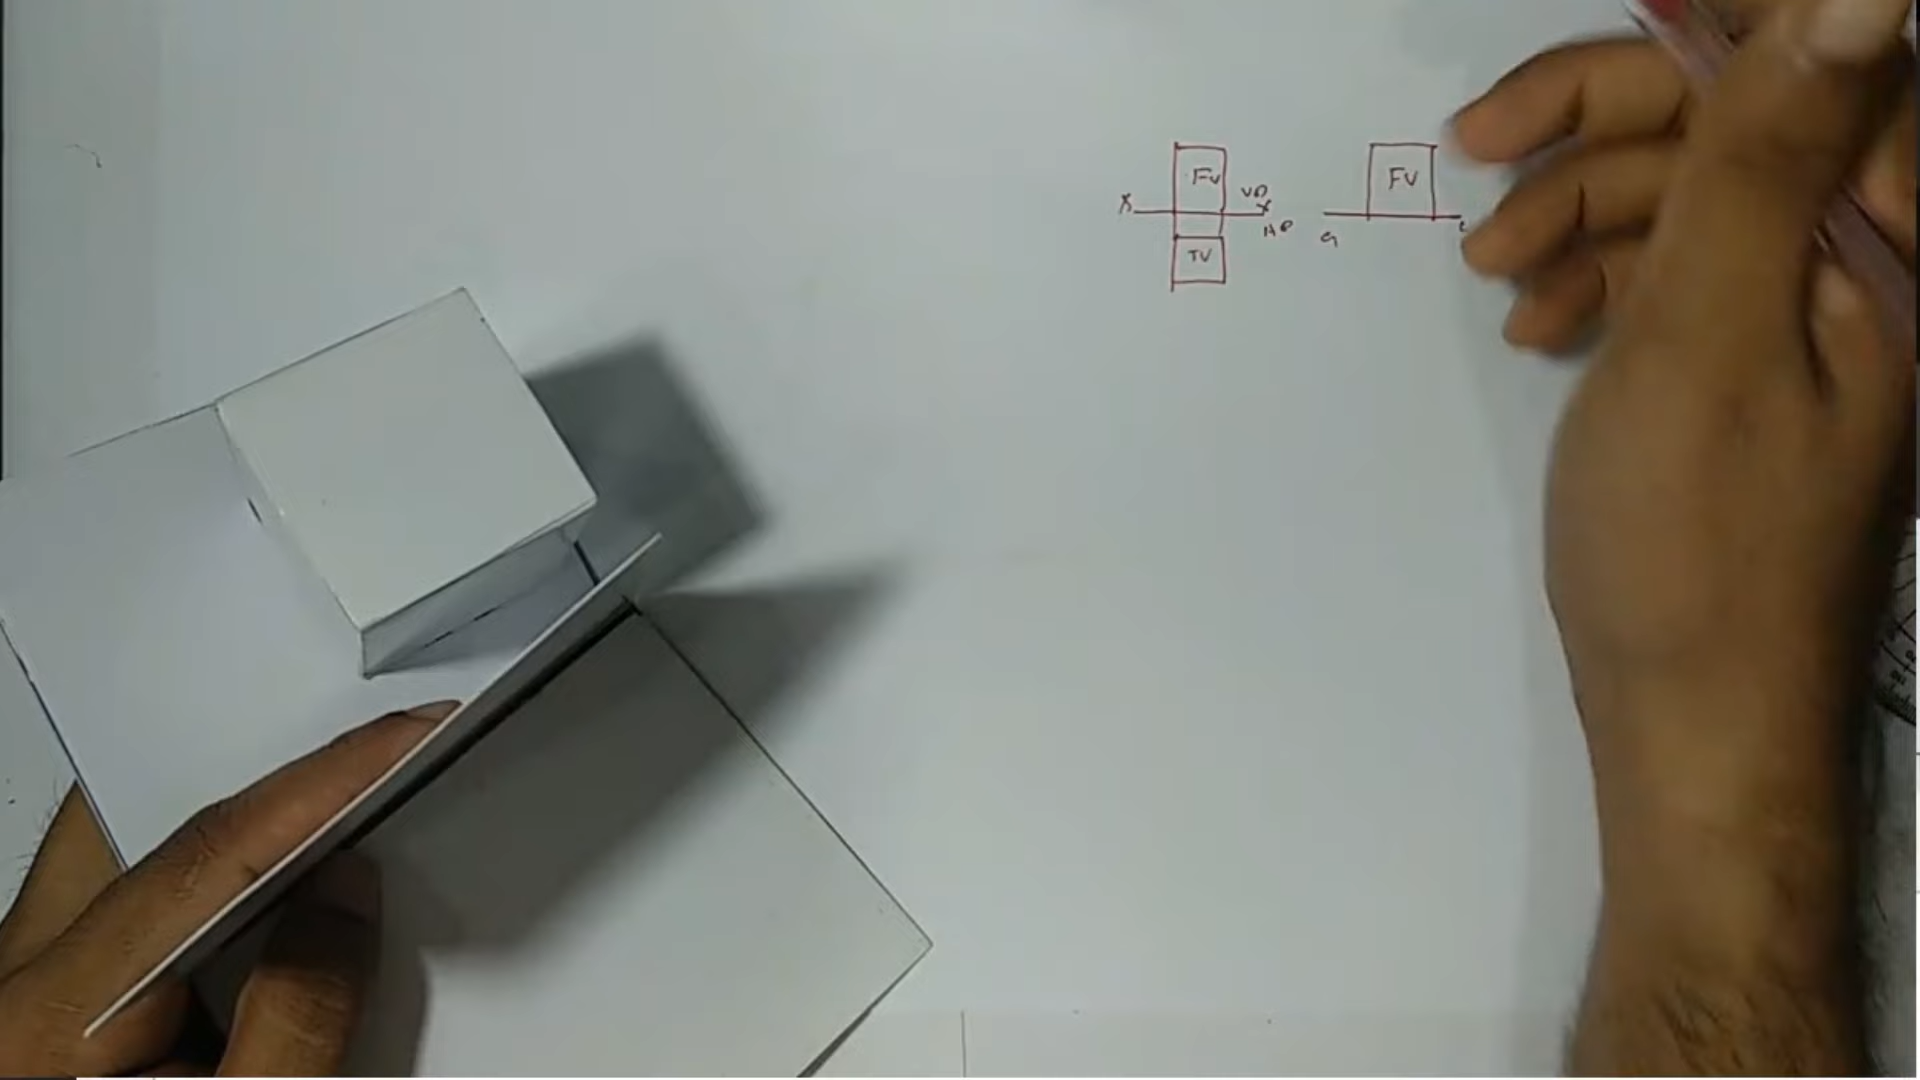 FV FV
X VP X
HP
G L
TV